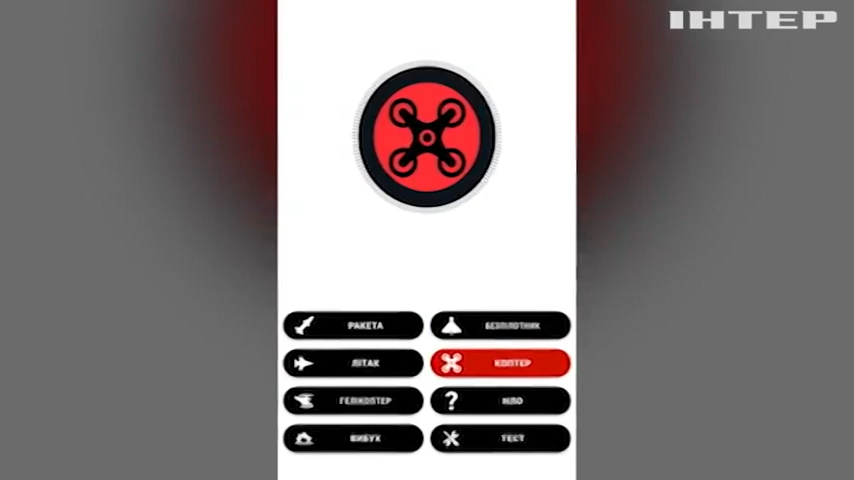 ІНТЕР
РАКЕТА
БЕЗПІЛОТНИК
ЛІТАК
КОПТЕР
ГЕЛІКОПТЕР
? НЛО
ВИБУХ
ТЕСТ